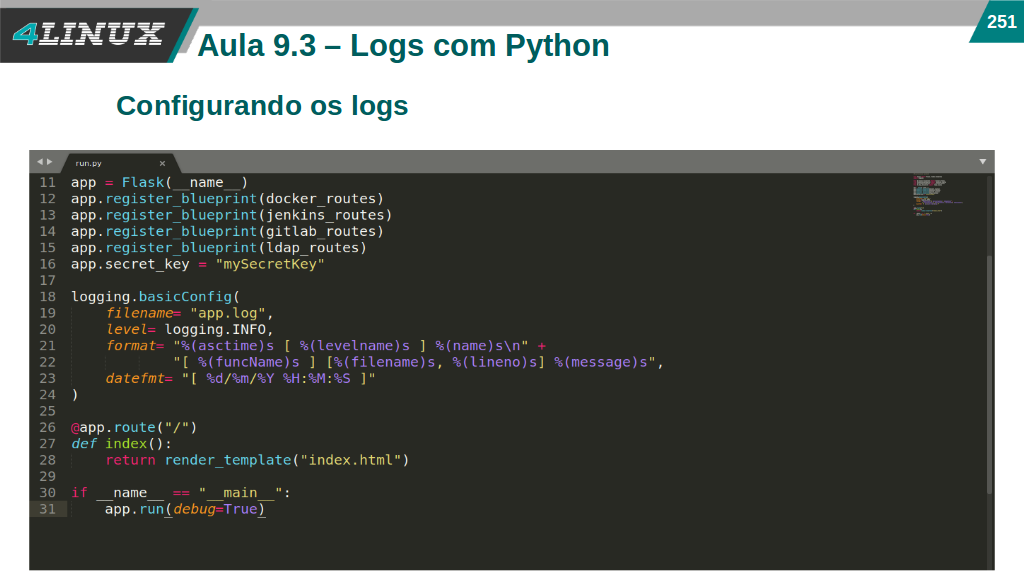 4LINUX
251
Aula 9.3 – Logs com Python
Configurando os logs
run.py
11 app = Flask(__name__)
12 app.register_blueprint(docker_routes)
13 app.register_blueprint(jenkins_routes)
14 app.register_blueprint(gitlab_routes)
15 app.register_blueprint(ldap_routes)
16 app.secret_key = "mySecretKey"
17
18 logging.basicConfig(
19     filename= "app.log",
20     level= logging.INFO,
21     format= "%(asctime)s [ %(levelname)s ] %(name)s\n" +
22             "[ %(funcName)s ] [%(filename)s, %(lineno)s] %(message)s",
23     datefmt= "[ %d/%m/%Y %H:%M:%S ]"
24 )
25
26 @app.route("/")
27 def index():
28     return render_template("index.html")
29
30 if __name__ == "__main__":
31     app.run(debug=True)